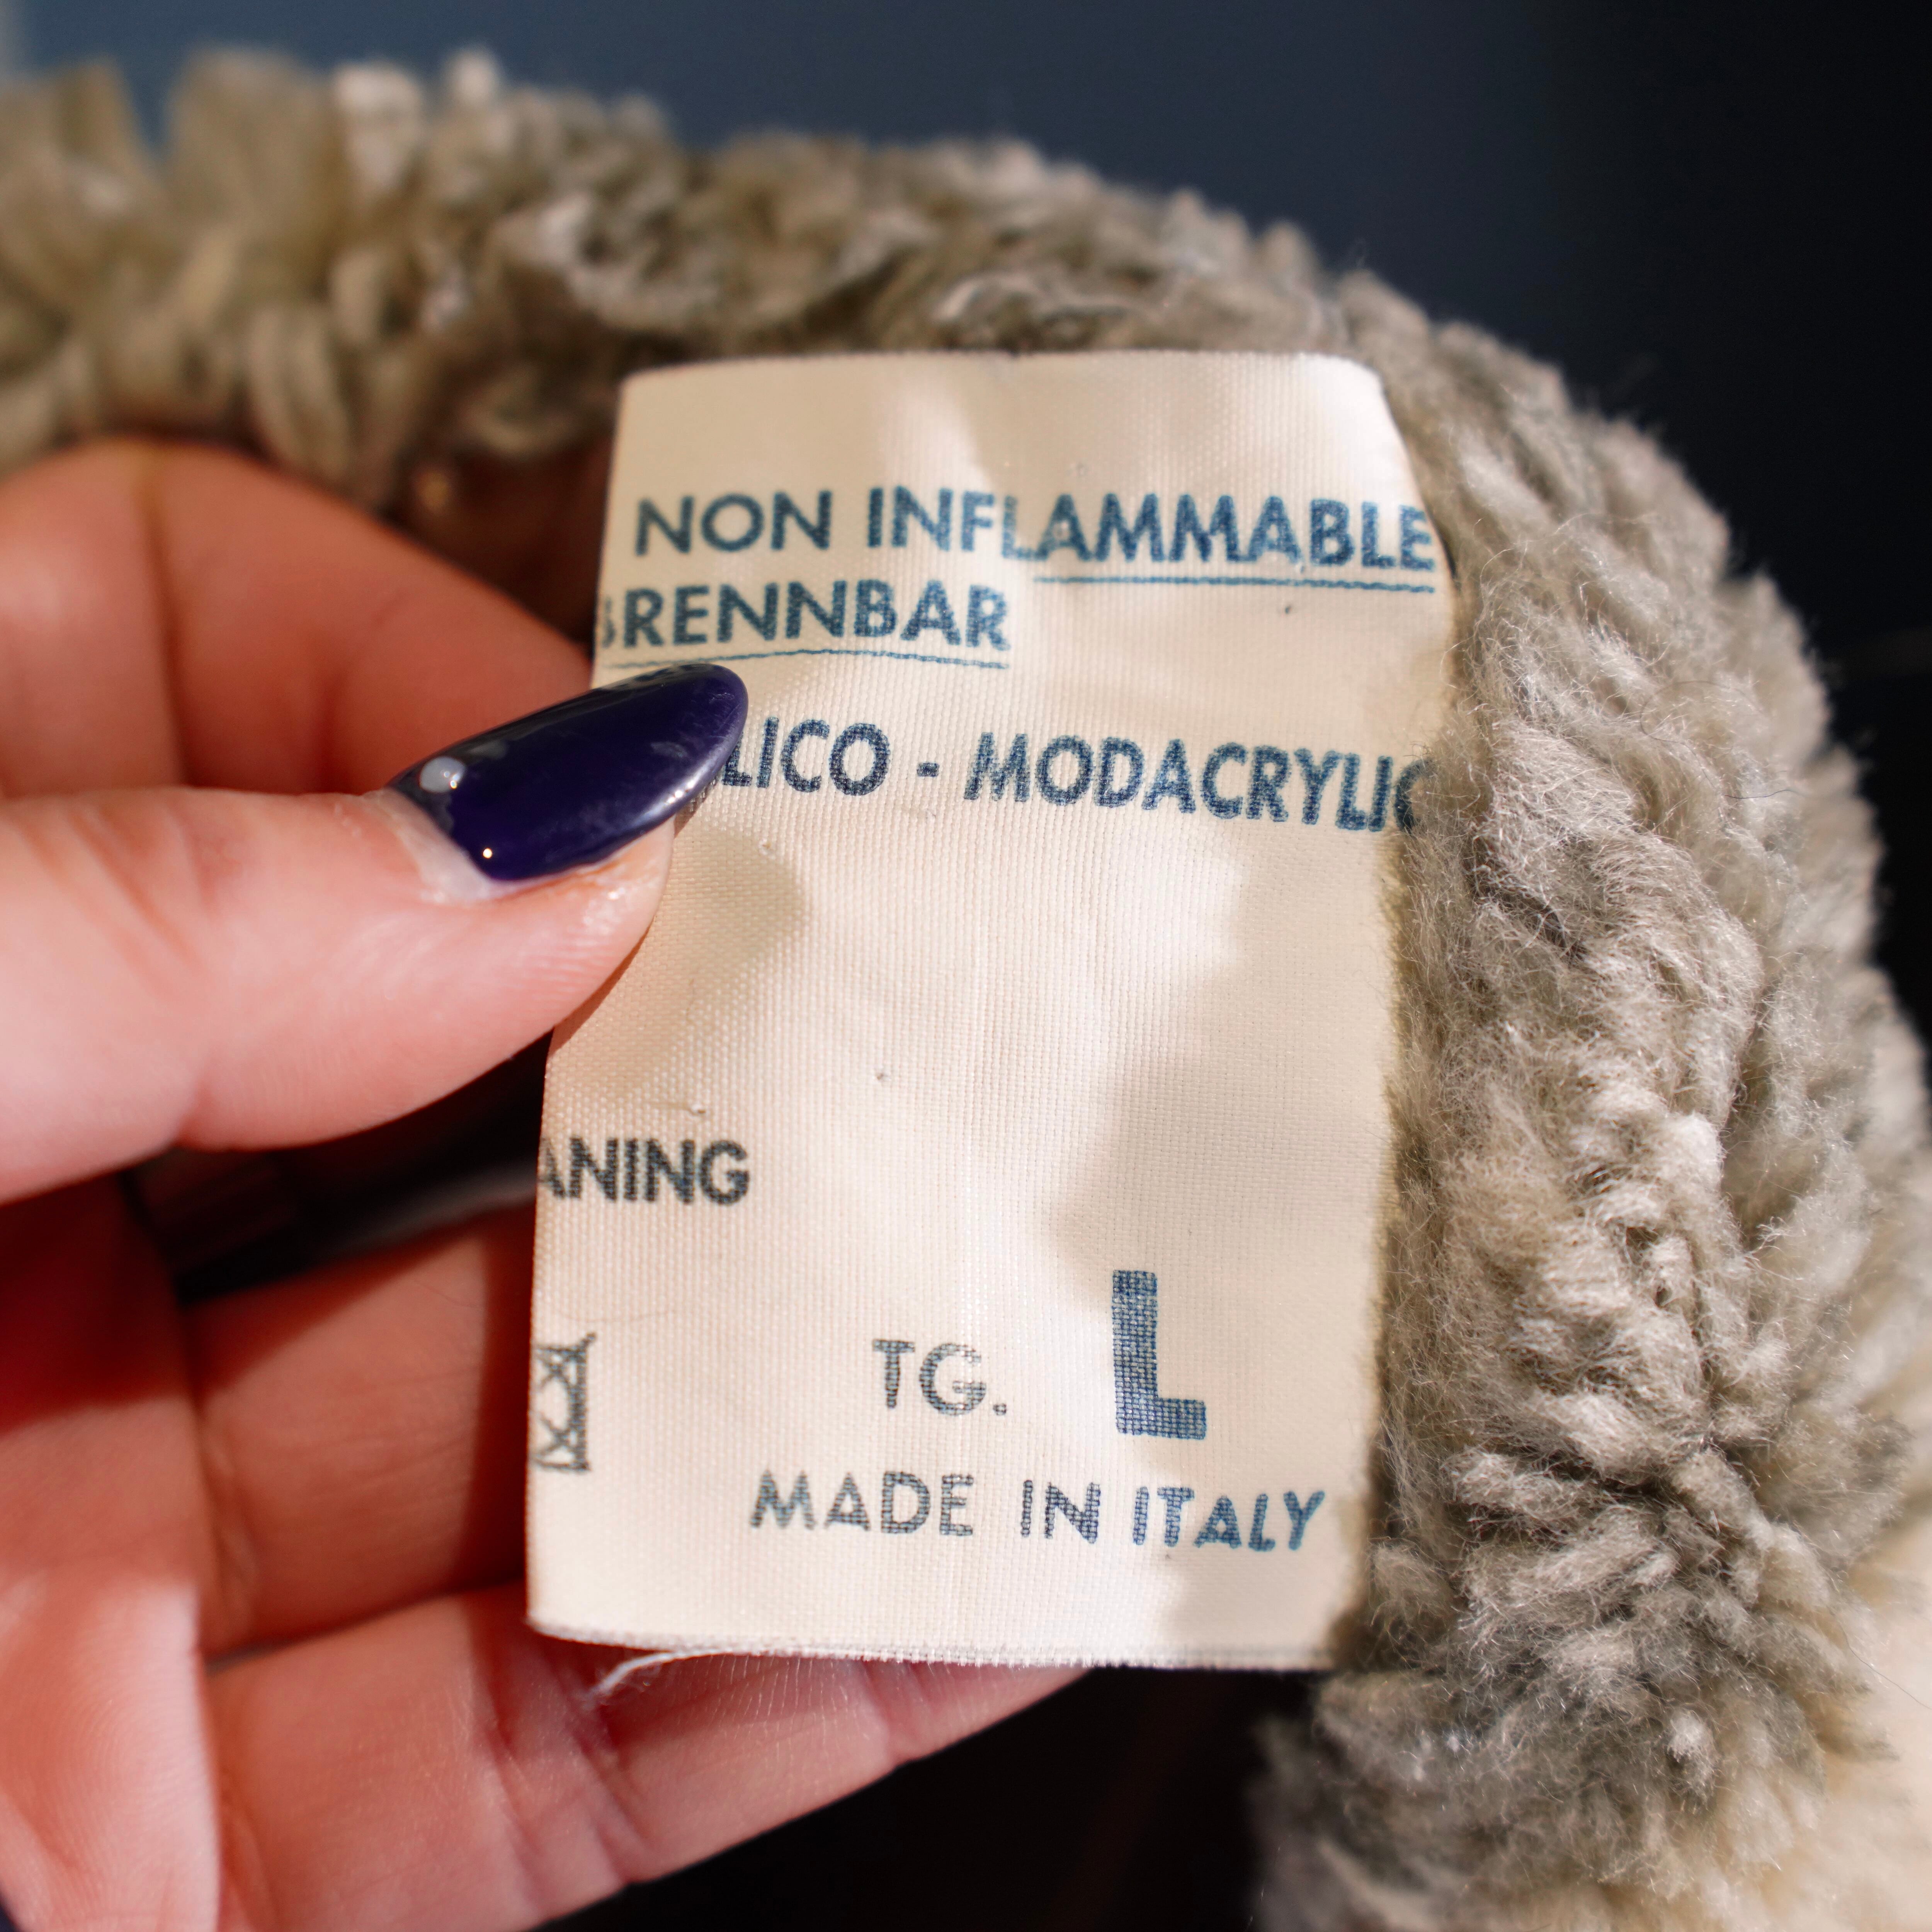 NON INFLAMMABLE
BRENNBAR
LICO - MODACRYLIC
ANING
TG. L
MADE IN ITALY